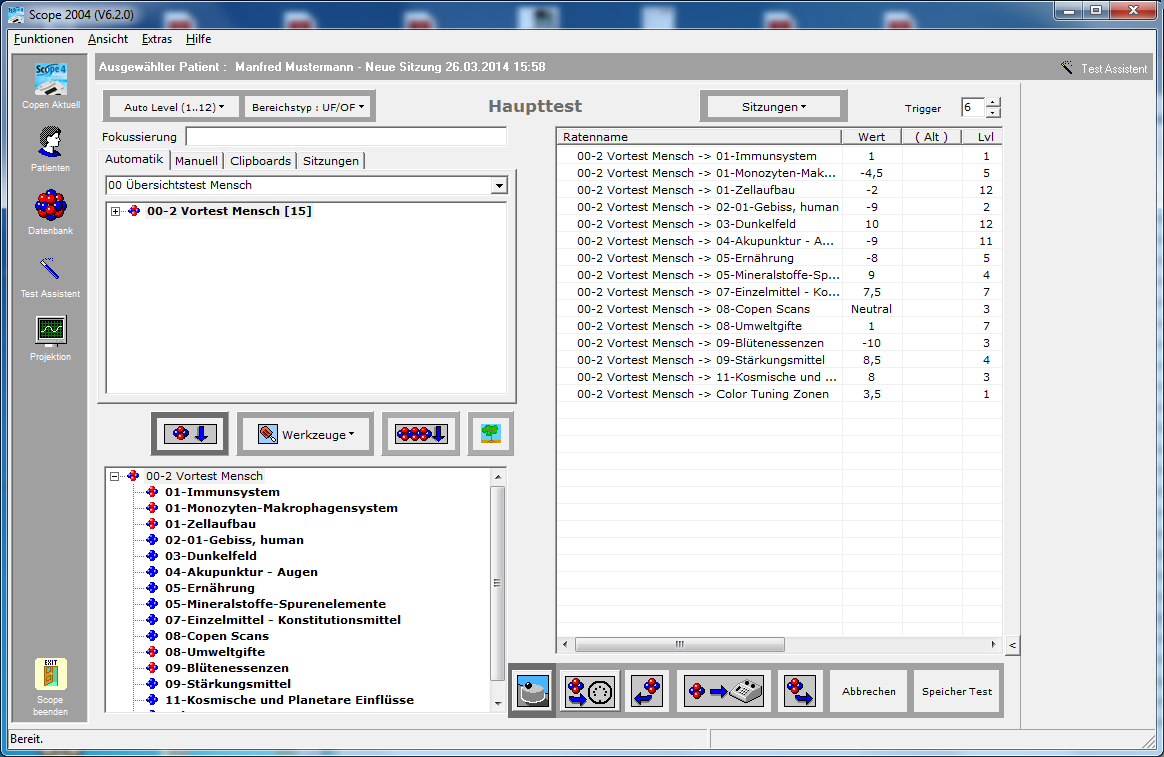 Scope 2004 (V6.2.0)
Funktionen Ansicht Extras Hilfe
Ausgewählter Patient : Manfred Mustermann - Neue Sitzung 26.03.2014 15:58
Test Assistent
Scope 4
Copen Aktuell
Patienten
Datenbank
Test Assistent
Projektion
EXIT
Scope
beenden
Auto Level (1..12)
Bereichstyp : UF/OF
Haupttest
Sitzungen
Trigger
6
Fokussierung
Automatik Manuell Clipboards Sitzungen
00 Übersichtstest Mensch
00-2 Vortest Mensch [15]
Werkzeuge
00-2 Vortest Mensch
01-Immunsystem
01-Monozyten-Makrophagensystem
01-Zellaufbau
02-01-Gebiss, human
03-Dunkelfeld
04-Akupunktur - Augen
05-Ernährung
05-Mineralstoffe-Spurenelemente
07-Einzelmittel - Konstitutionsmittel
08-Copen Scans
08-Umweltgifte
09-Blütenessenzen
09-Stärkungsmittel
11-Kosmische und Planetare Einflüsse
Ratenname Wert ( Alt ) Lvl
00-2 Vortest Mensch -> 01-Immunsystem 1 1
00-2 Vortest Mensch -> 01-Monozyten-Mak... -4,5 5
00-2 Vortest Mensch -> 01-Zellaufbau -2 12
00-2 Vortest Mensch -> 02-01-Gebiss, human -9 2
00-2 Vortest Mensch -> 03-Dunkelfeld 10 12
00-2 Vortest Mensch -> 04-Akupunktur - A... -9 11
00-2 Vortest Mensch -> 05-Ernährung -8 5
00-2 Vortest Mensch -> 05-Mineralstoffe-Sp... 9 4
00-2 Vortest Mensch -> 07-Einzelmittel - Ko... 7,5 7
00-2 Vortest Mensch -> 08-Copen Scans Neutral 3
00-2 Vortest Mensch -> 08-Umweltgifte 1 7
00-2 Vortest Mensch -> 09-Blütenessenzen -10 3
00-2 Vortest Mensch -> 09-Stärkungsmittel 8,5 4
00-2 Vortest Mensch -> 11-Kosmische und ... 8 3
00-2 Vortest Mensch -> Color Tuning Zonen 3,5 1
<
Abbrechen
Speicher Test
Bereit.